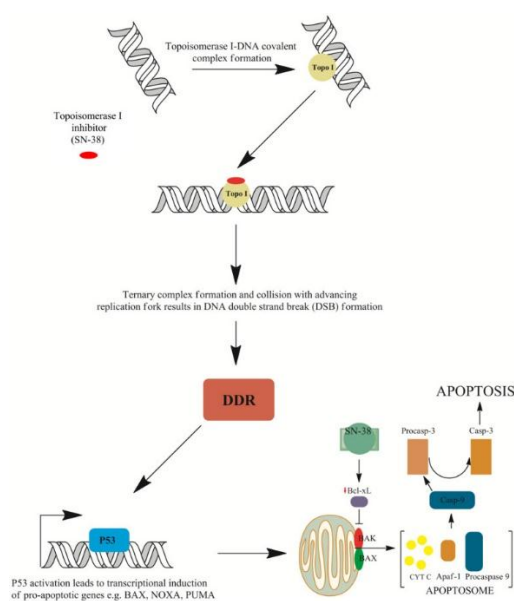 Topoisomerase I-DNA covalent
complex formation
Topo I
Topoisomerase I
inhibitor
(SN-38)
Topo I
Ternary complex formation and collision with advancing
replication fork results in DNA double strand break (DSB) formation
DDR
APOPTOSIS
Procasp-3
Casp-3
SN-38
Bcl-xL
Casp-9
P53
BAK
BAX
CYT C
Apaf-1
Procaspase 9
APOPTOSOME
P53 activation leads to transcriptional induction
of pro-apoptotic genes e.g. BAX, NOXA, PUMA